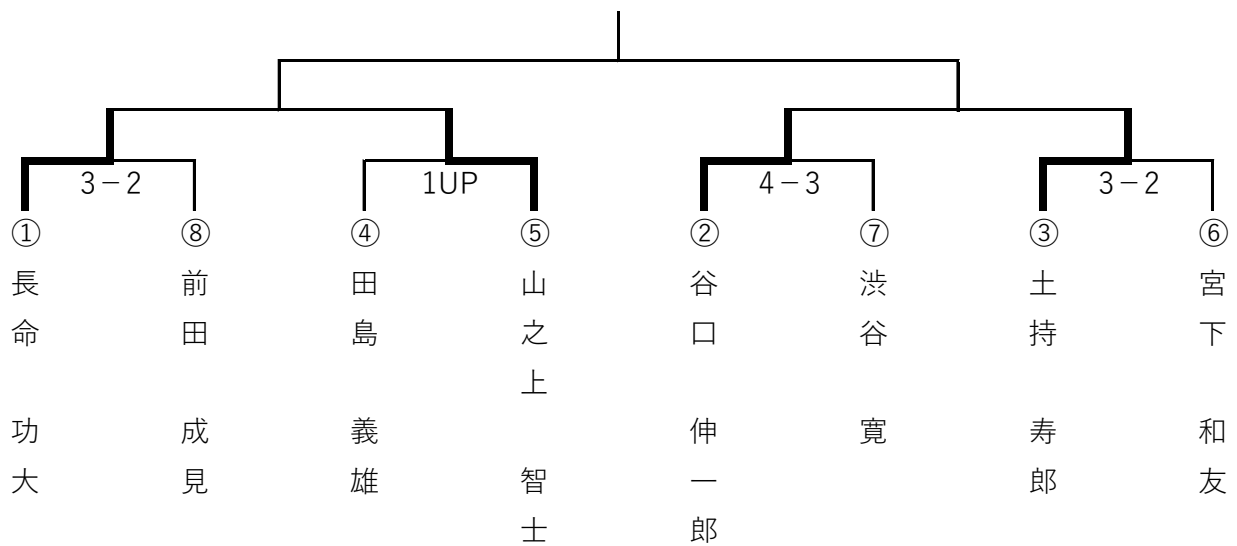 3－2
1UP
4－3
3－2
①
⑧
④
⑤
②
⑦
③
⑥
長命 功大
前田 成見
田島 義雄
山之上 智士
谷口 伸一郎
渋谷 寛
土持 寿郎
宮下 和友